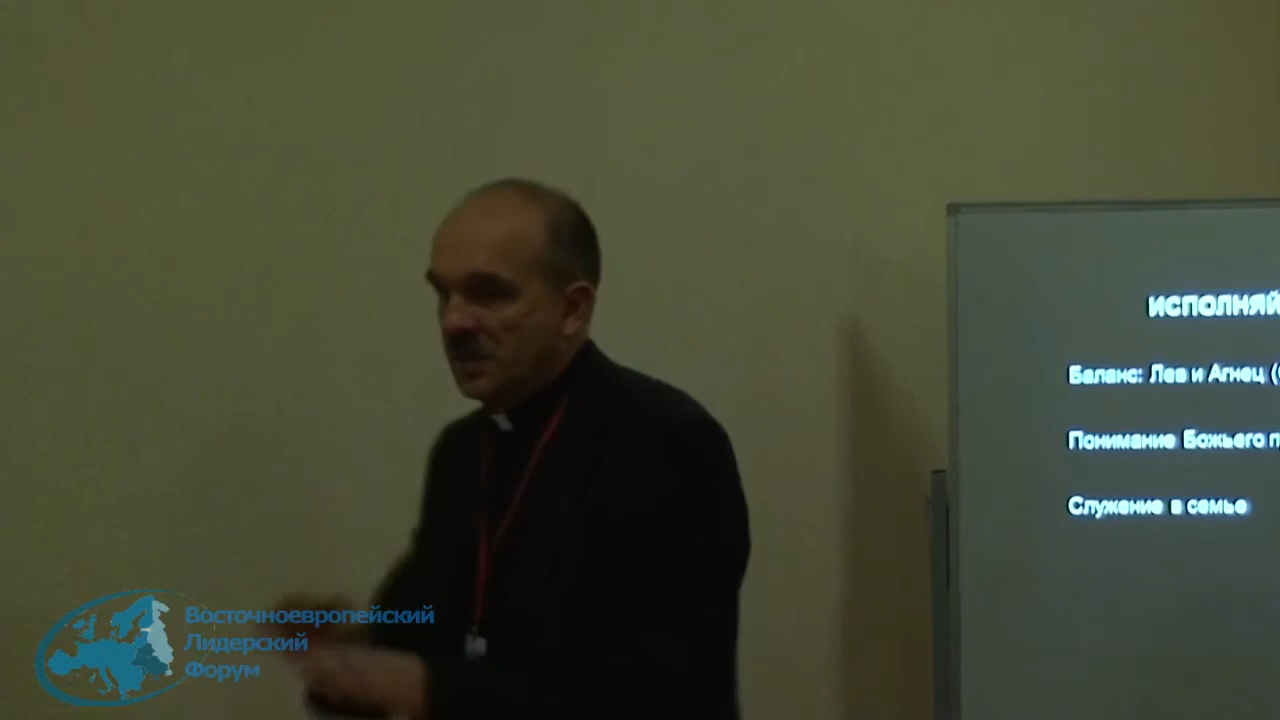 ИСПОЛНЯЙ
Баланс: Лев и Агнец (
Понимание Божьего п
Служение в семье
Восточноевропейский
Лидерский
Форум